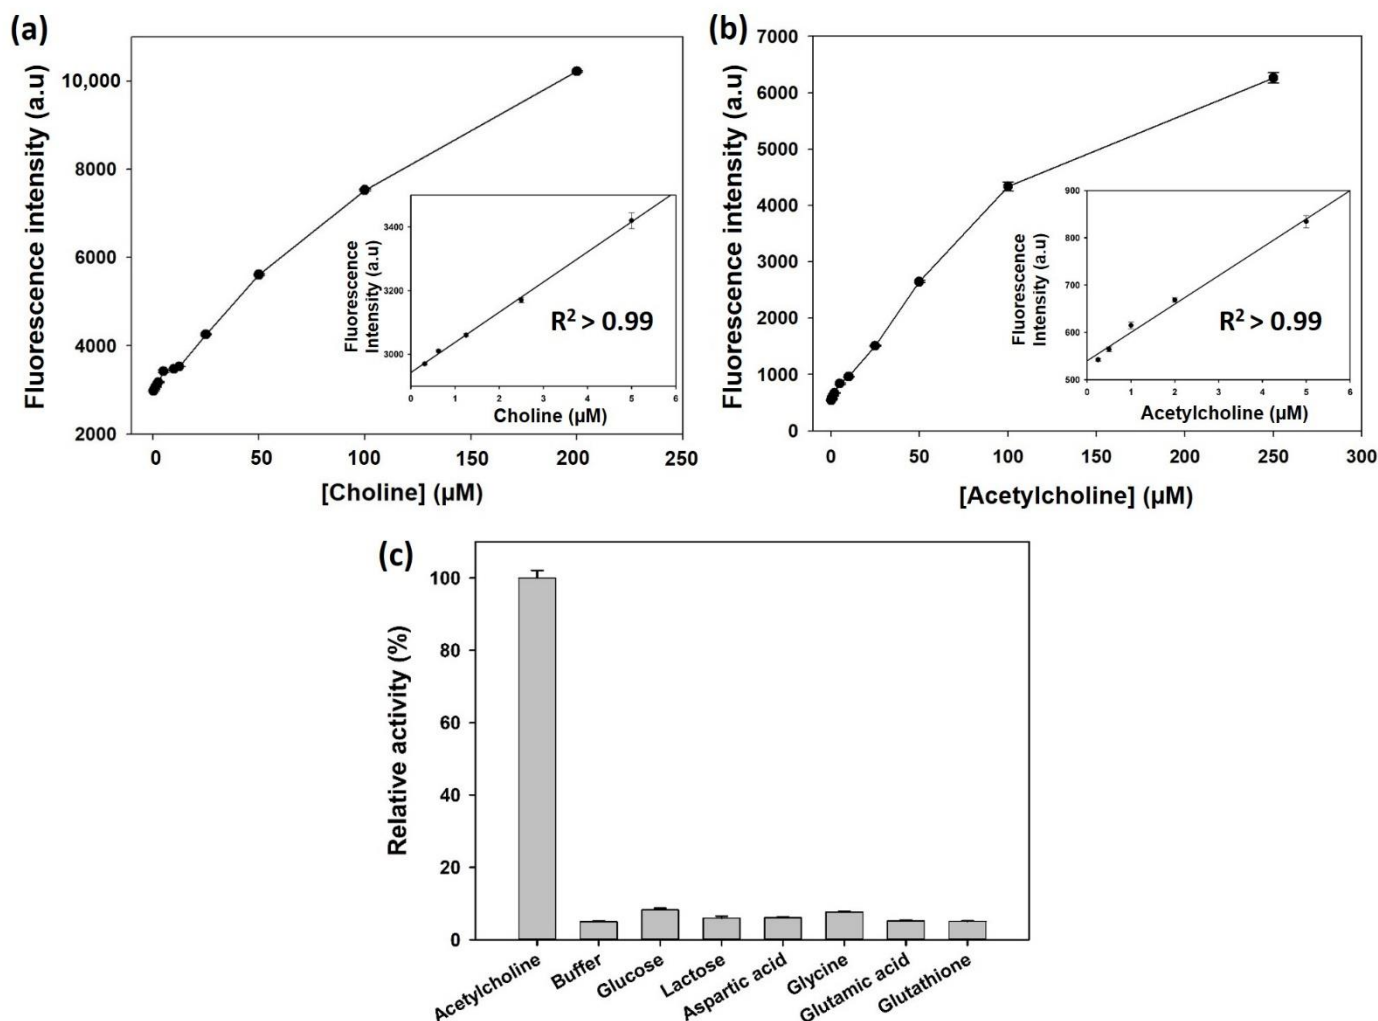 (a)
Fluorescence intensity (a.u)
10,000
8000
6000
4000
2000
0 50 100 150 200 250
[Choline] (µM)
Fluorescence
Intensity (a.u)
3400
3200
3000
0 1 2 3 4 5 6
Choline (µM)
R² > 0.99
(b)
Fluorescence intensity (a.u)
7000
6000
5000
4000
3000
2000
1000
0
0 50 100 150 200 250 300
[Acetylcholine] (µM)
Fluorescence
Intensity (a.u)
900
800
700
600
500
0 1 2 3 4 5 6
Acetylcholine (µM)
R² > 0.99
(c)
Relative activity (%)
100
80
60
40
20
0
Acetylcholine
Buffer
Glucose
Lactose
Aspartic acid
Glycine
Glutamic acid
Glutathione